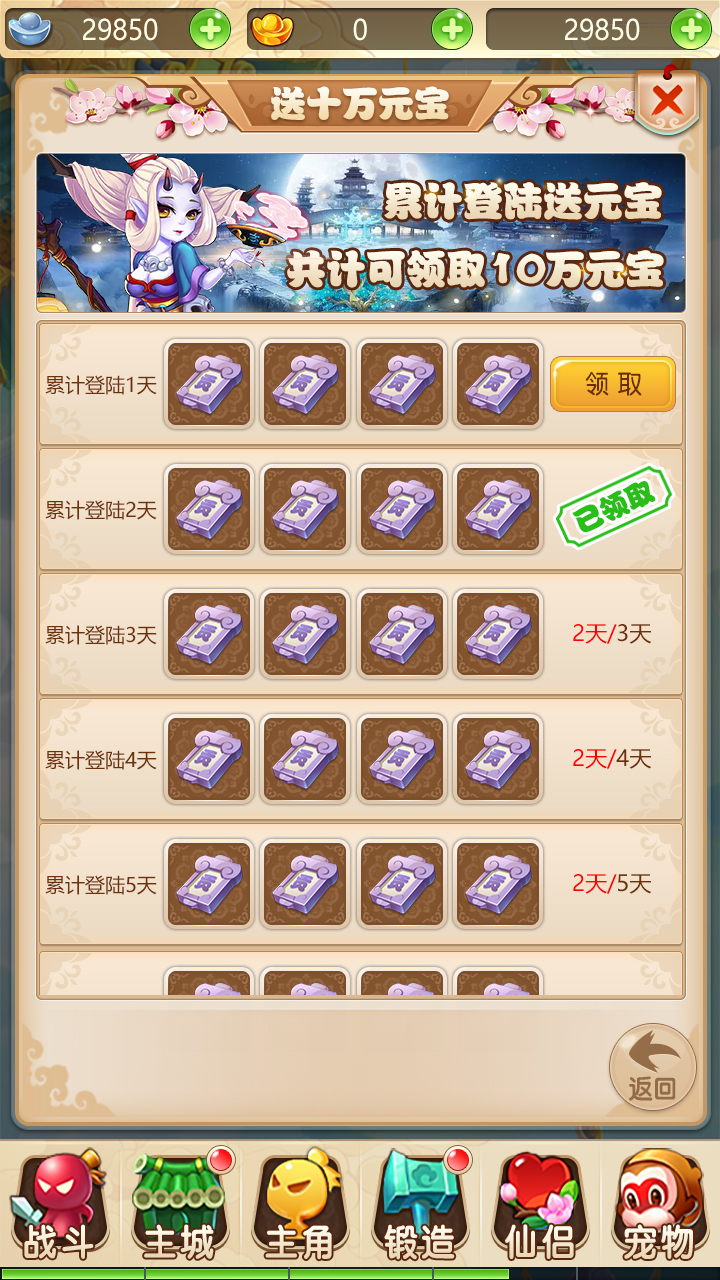 29850 0 29850
送十万元宝
累计登陆送元宝
共计可领取10万元宝
累计登陆1天 领取
累计登陆2天 已领取
累计登陆3天 2天/3天
累计登陆4天 2天/4天
累计登陆5天 2天/5天
返回
战斗 主城 主角 锻造 仙侣 宠物